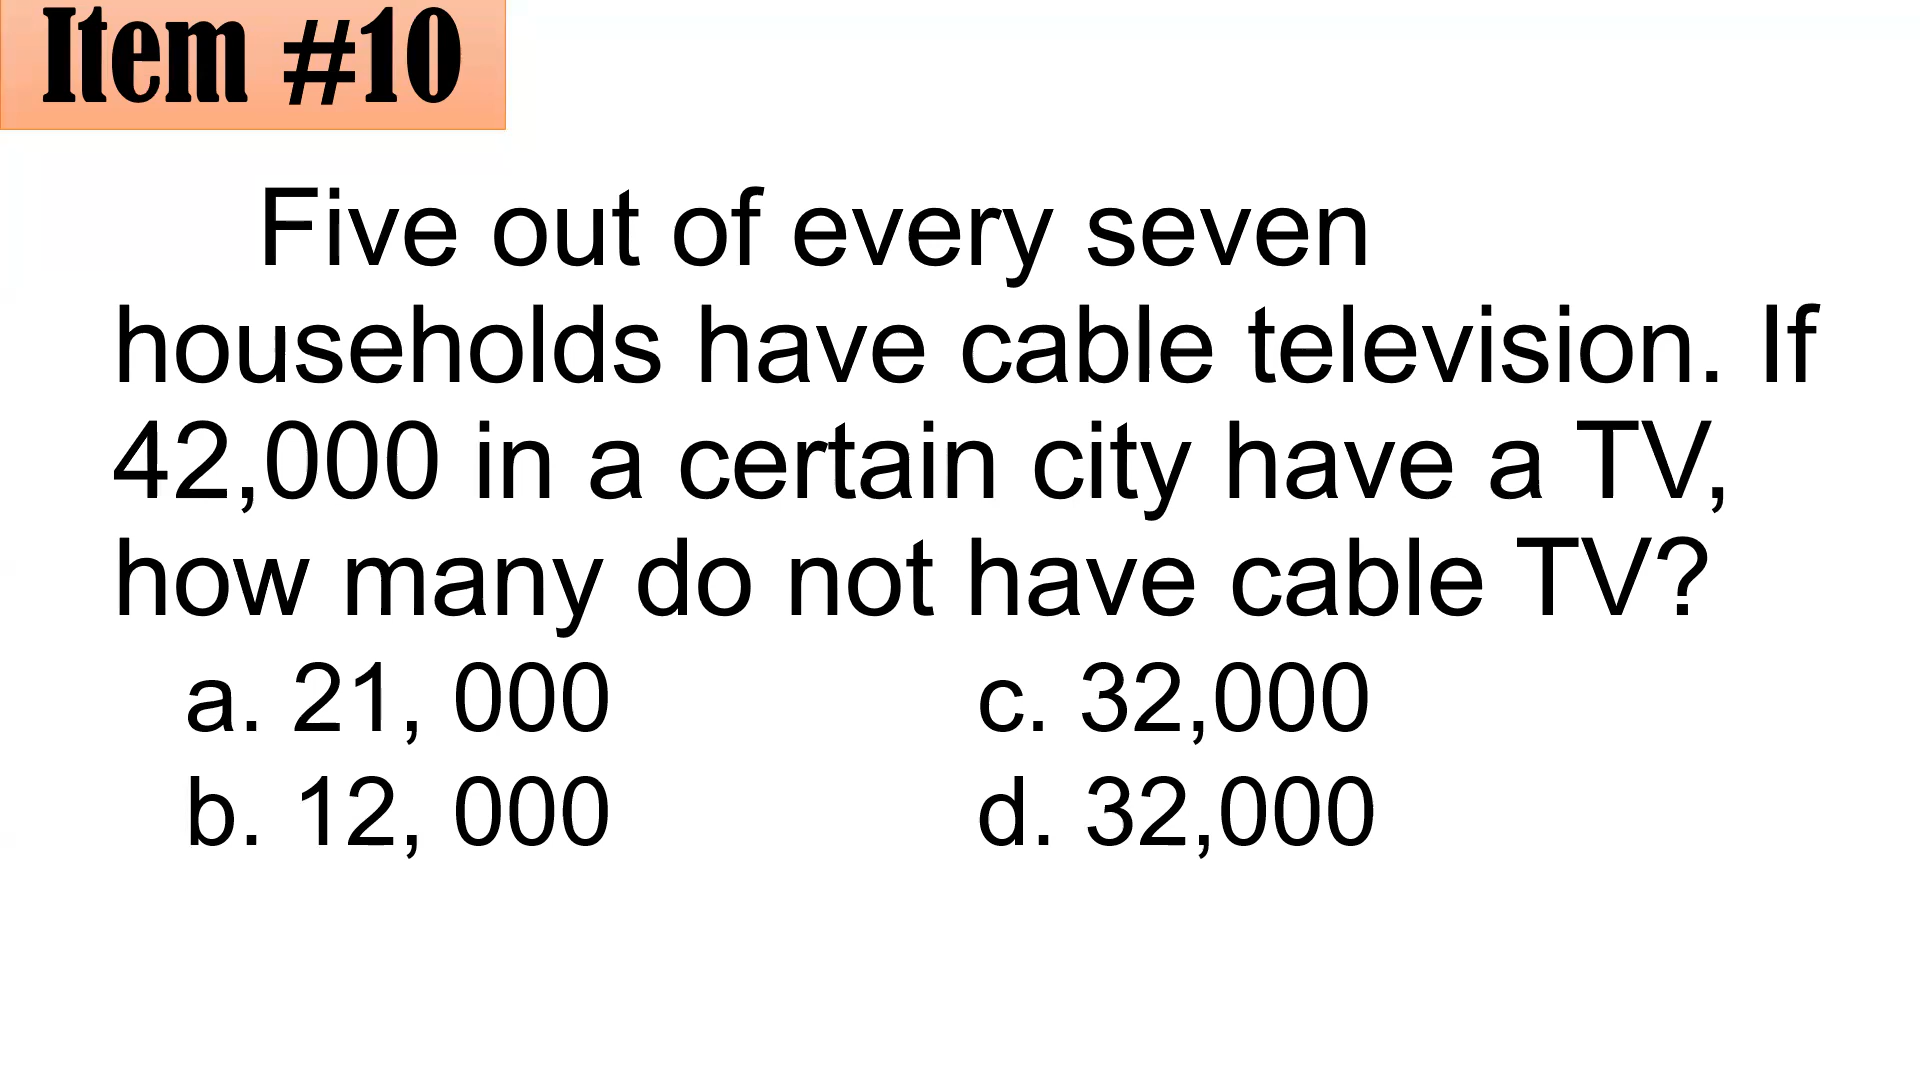 Item #10
Five out of every seven
households have cable television. If
42,000 in a certain city have a TV,
how many do not have cable TV?
a. 21, 000 c. 32,000
b. 12, 000 d. 32,000